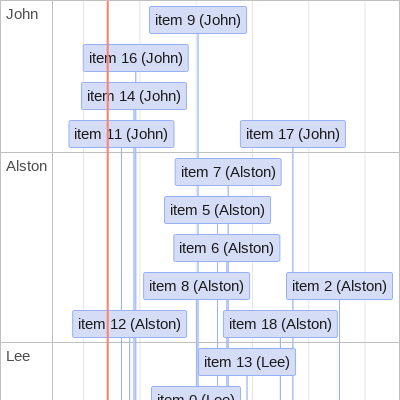 John
item 9 (John)
item 16 (John)
item 14 (John)
item 11 (John)
item 17 (John)
Alston
item 7 (Alston)
item 5 (Alston)
item 6 (Alston)
item 8 (Alston)
item 2 (Alston)
item 12 (Alston)
item 18 (Alston)
Lee
item 13 (Lee)
item 0 (Lee)